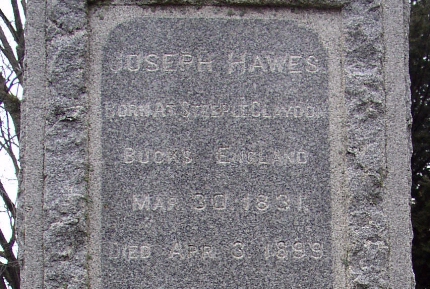 JOSEPH HAWES
BORN AT STEEPLE CLAYDON
BUCKS ENGLAND
MAR 30 1831
DIED APR 3 1899